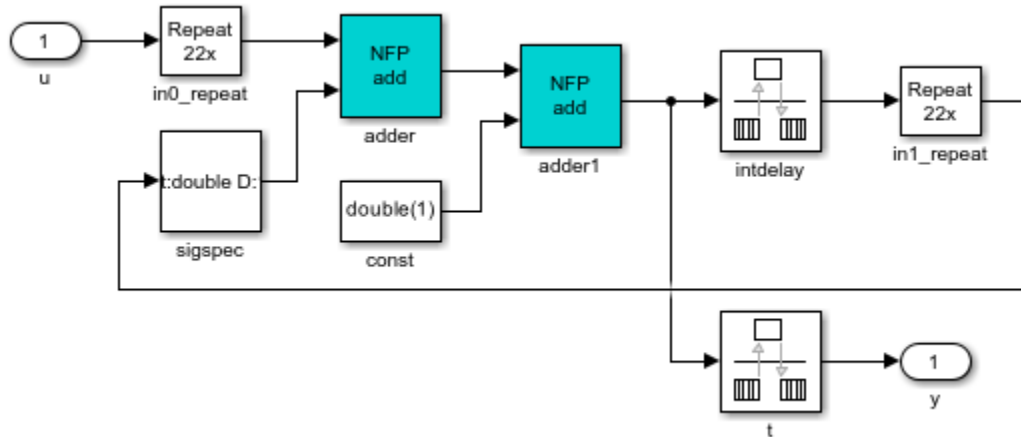 1
u
Repeat
22x
in0_repeat
NFP
add
adder
NFP
add
adder1
intdelay
Repeat
22x
in1_repeat
t:double D:
sigspec
double(1)
const
t
1
y